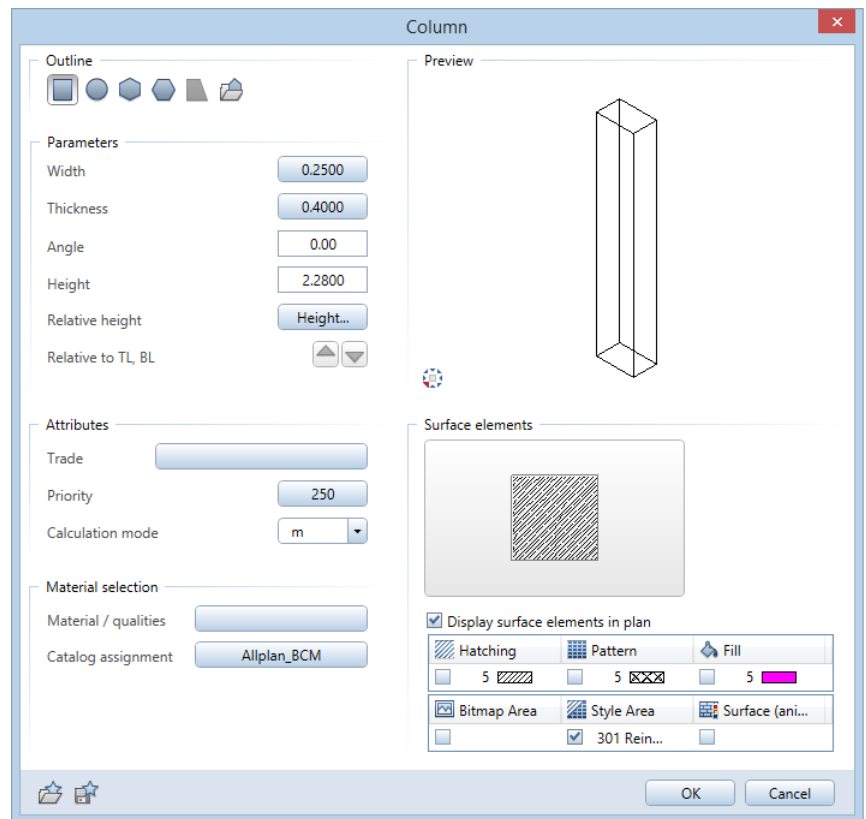 Column
Outline
Parameters
Width 0.2500
Thickness 0.4000
Angle 0.00
Height 2.2800
Relative height Height...
Relative to TL, BL
Attributes
Trade
Priority 250
Calculation mode m
Material selection
Material / qualities
Catalog assignment Allplan_BCM
Preview
Surface elements
Display surface elements in plan
Hatching Pattern Fill
5 5 5
Bitmap Area Style Area Surface (ani...
301 Rein...
OK Cancel